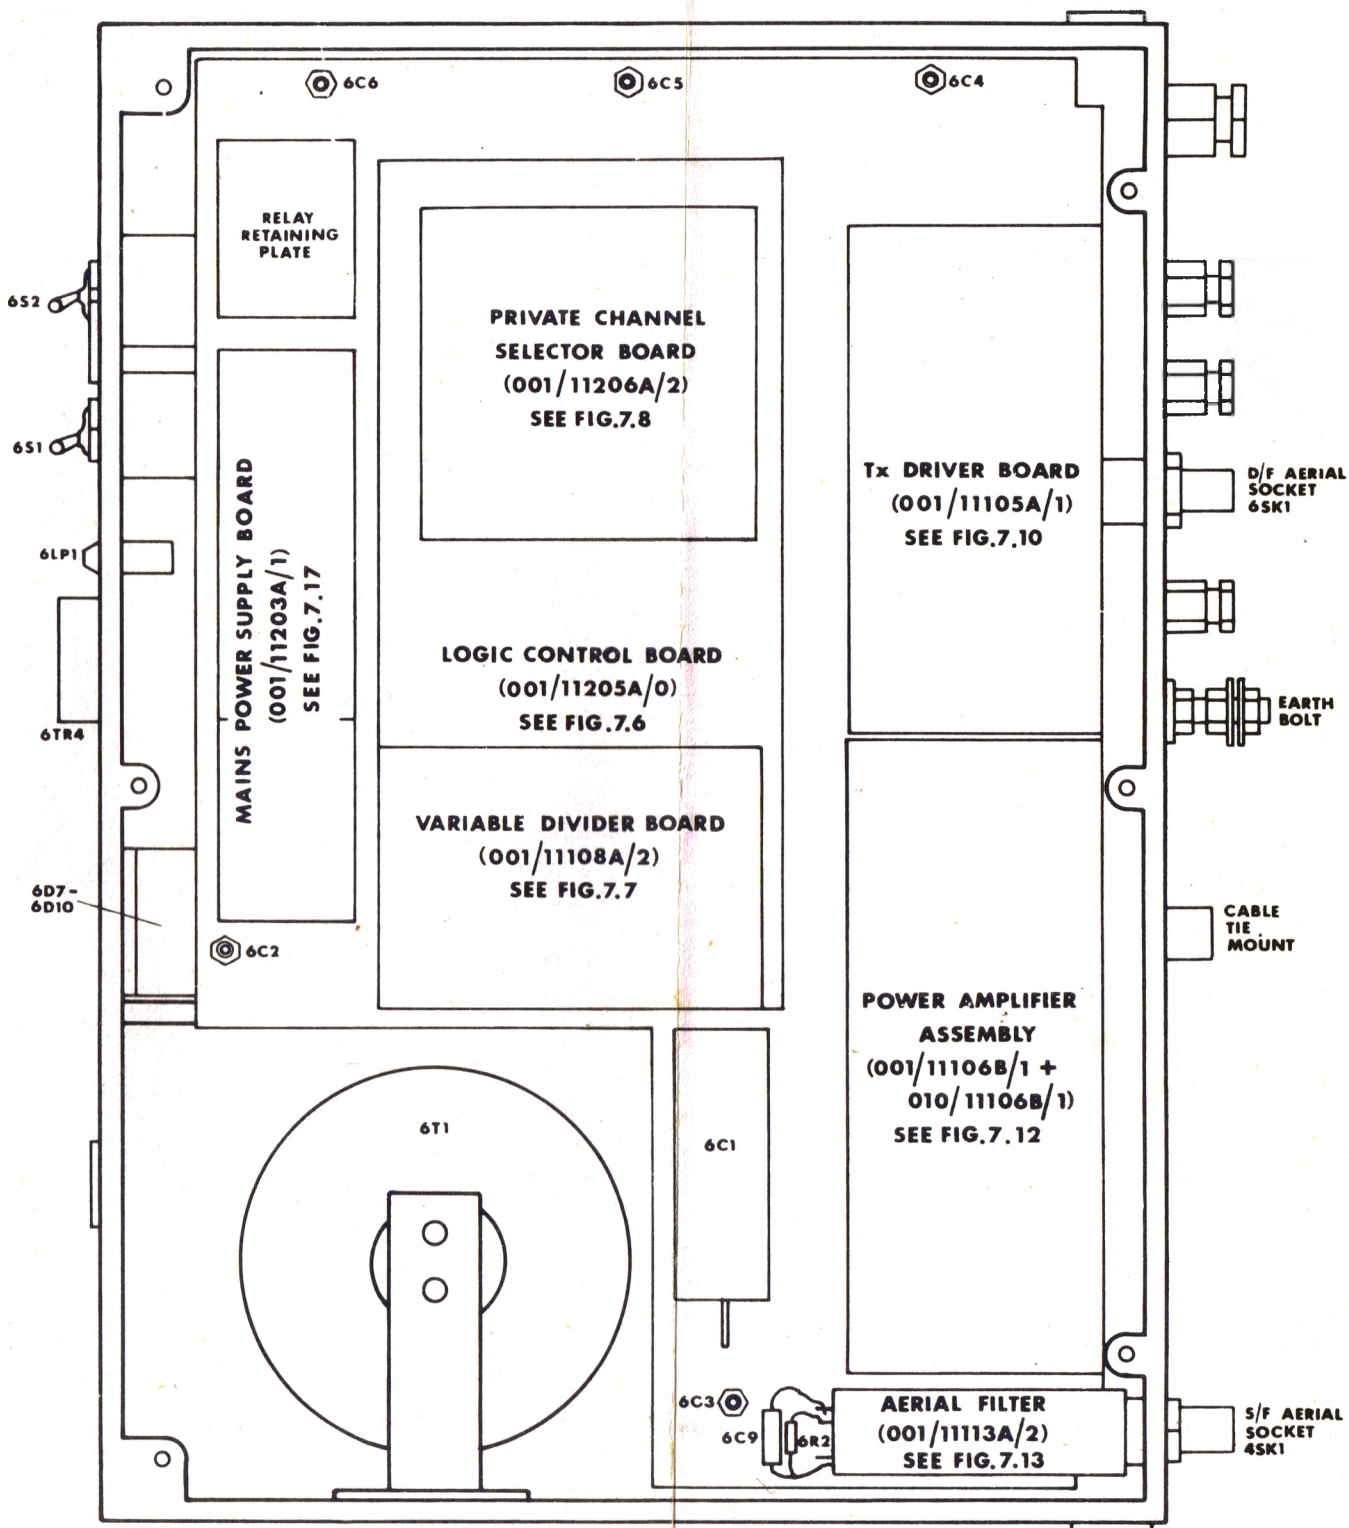 6C6
6C5
6C4
RELAY
RETAINING
PLATE
6S2
PRIVATE CHANNEL
SELECTOR BOARD
(001/11206A/2)
SEE FIG.7.8
6S1
MAINS POWER SUPPLY BOARD
(001/11203A/1)
SEE FIG.7.17
Tx DRIVER BOARD
(001/11105A/1)
SEE FIG.7.10
D/F AERIAL
SOCKET
6SK1
6LP1
LOGIC CONTROL BOARD
(001/11205A/0)
SEE FIG.7.6
6TR4
EARTH
BOLT
VARIABLE DIVIDER BOARD
(001/11108A/2)
SEE FIG.7.7
6D7-
6D10
6C2
CABLE
TIE
MOUNT
POWER AMPLIFIER
ASSEMBLY
(001/11106B/1 +
010/11106B/1)
SEE FIG.7.12
6T1
6C1
6C3
6C9
6R2
AERIAL FILTER
(001/11113A/2)
SEE FIG.7.13
S/F AERIAL
SOCKET
4SK1